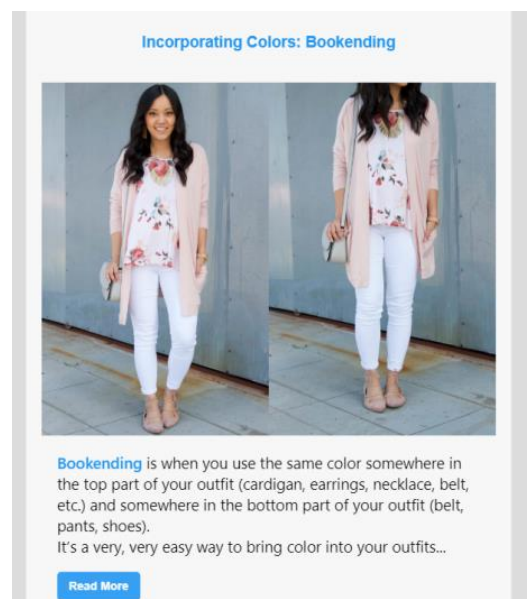 Incorporating Colors: Bookending
Bookending is when you use the same color somewhere in
the top part of your outfit (cardigan, earrings, necklace, belt,
etc.) and somewhere in the bottom part of your outfit (belt,
pants, shoes).
It's a very, very easy way to bring color into your outfits...
Read More